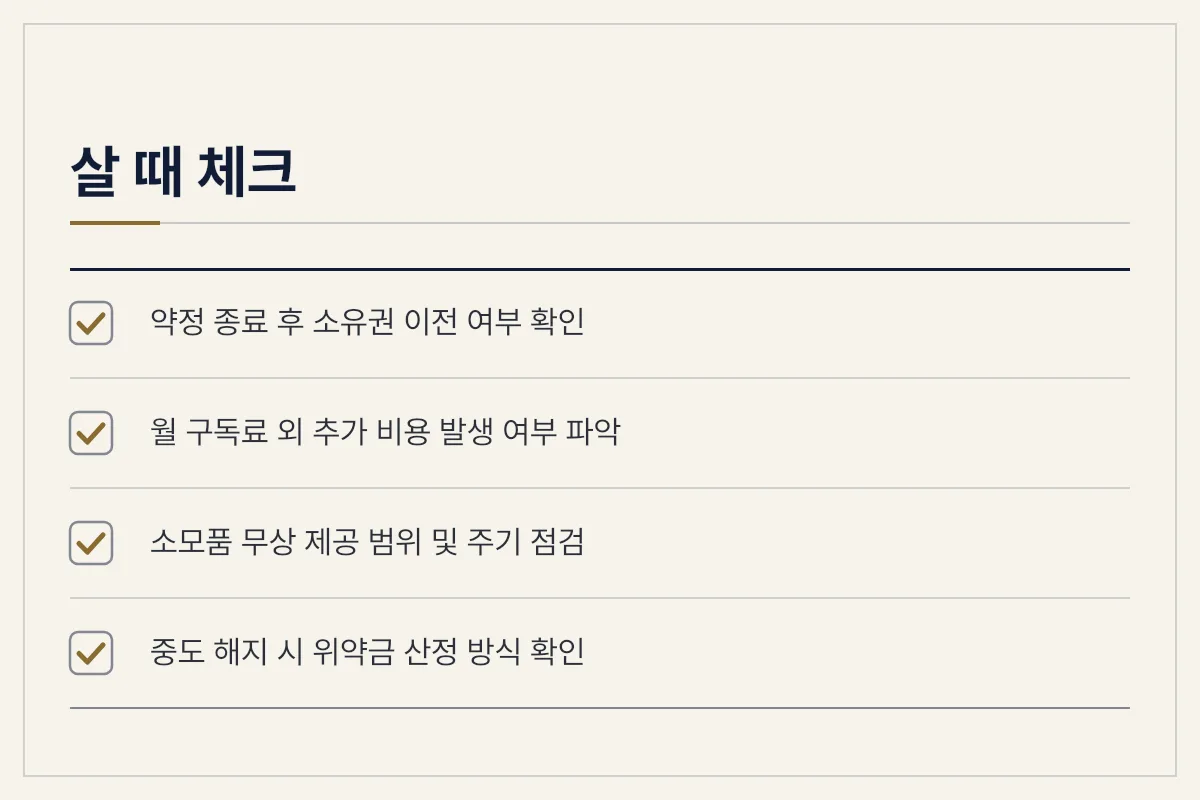 살 때 체크
약정 종료 후 소유권 이전 여부 확인
월 구독료 외 추가 비용 발생 여부 파악
소모품 무상 제공 범위 및 주기 점검
중도 해지 시 위약금 산정 방식 확인